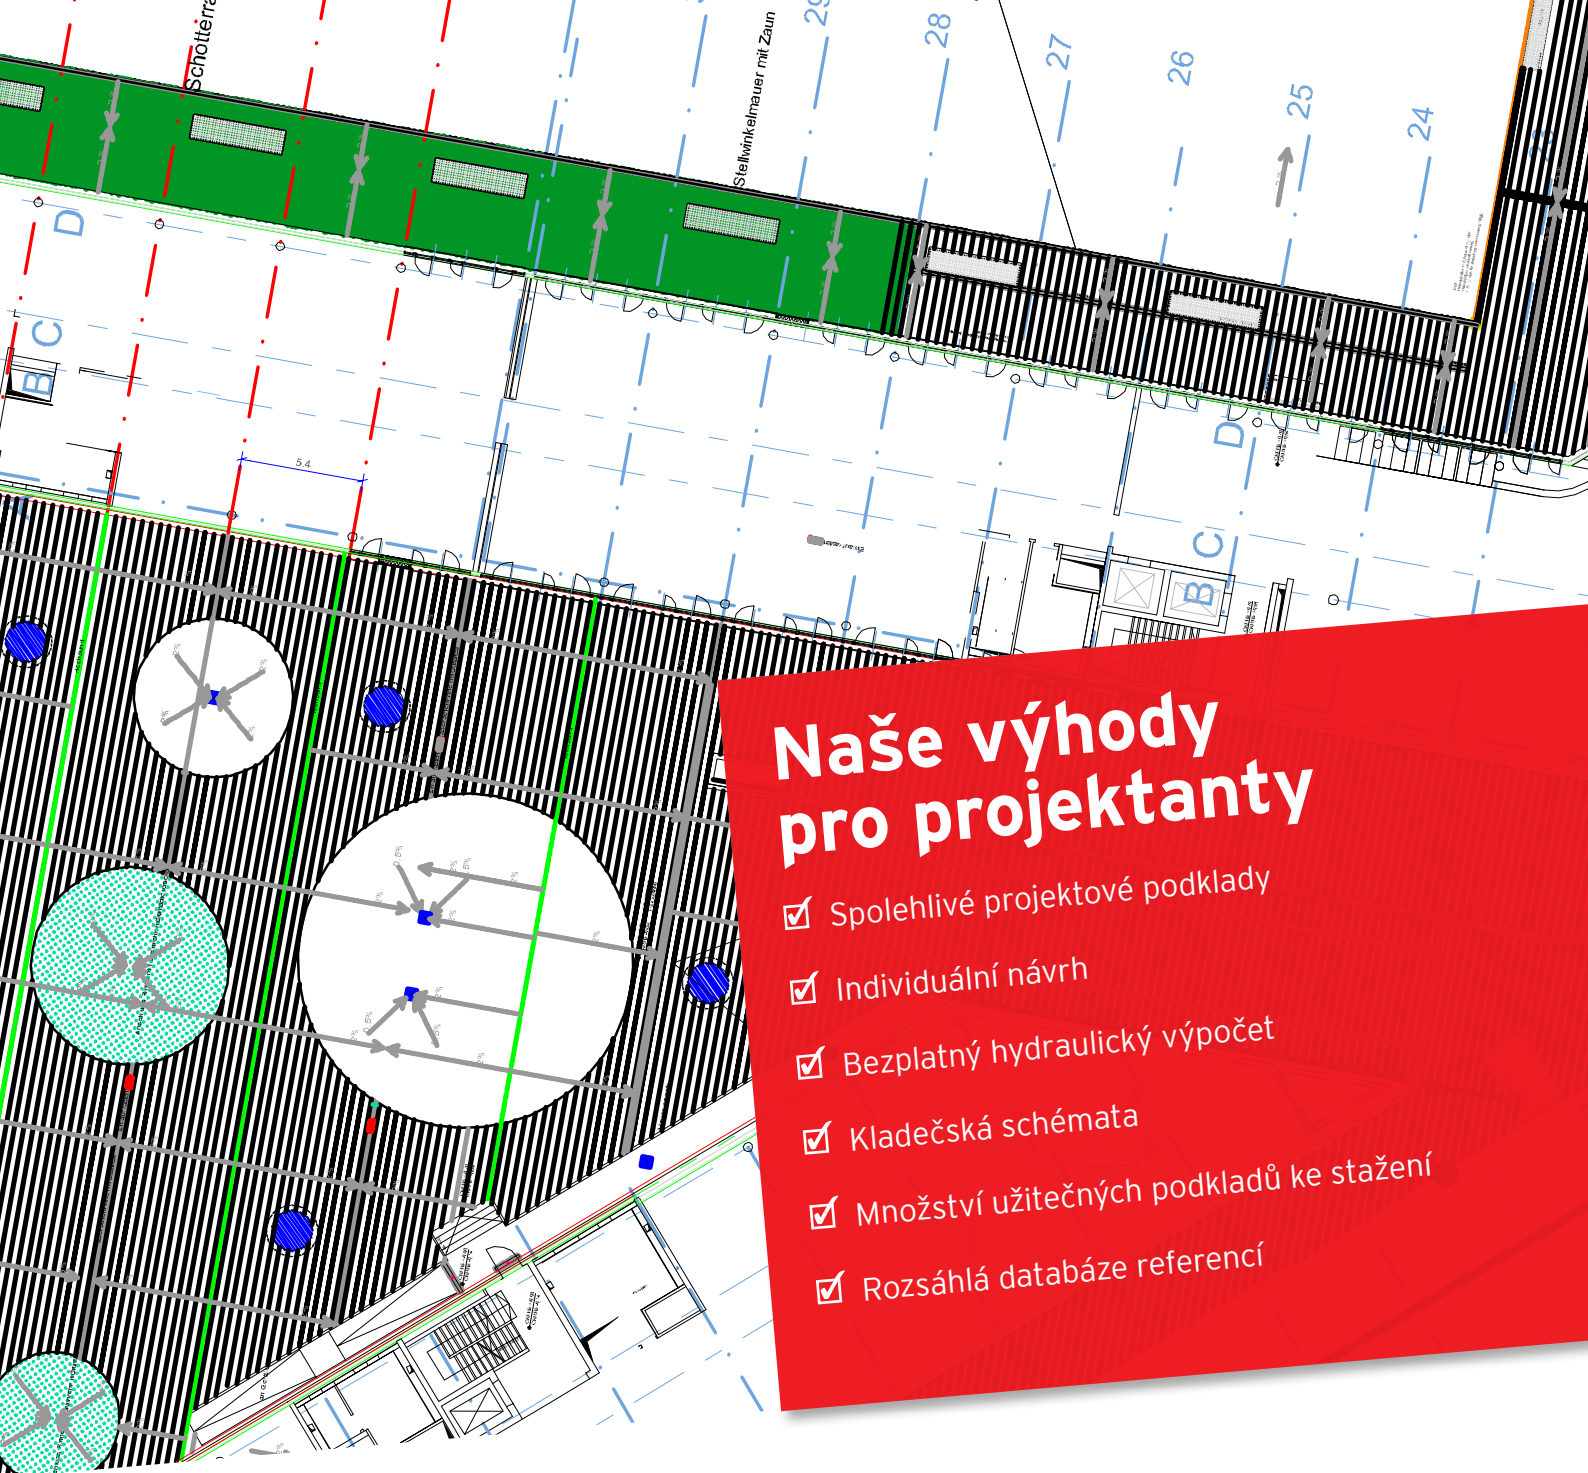 Schotterra
Stellwinkelmauer mit Zaun
29
28
27
26
25
24
23
D
C
B
A
5.4
D
C
B
Naše výhody
pro projektanty
Spolehlivé projektové podklady
Individuální návrh
Bezplatný hydraulický výpočet
Kladečská schémata
Množství užitečných podkladů ke stažení
Rozsáhlá databáze referencí